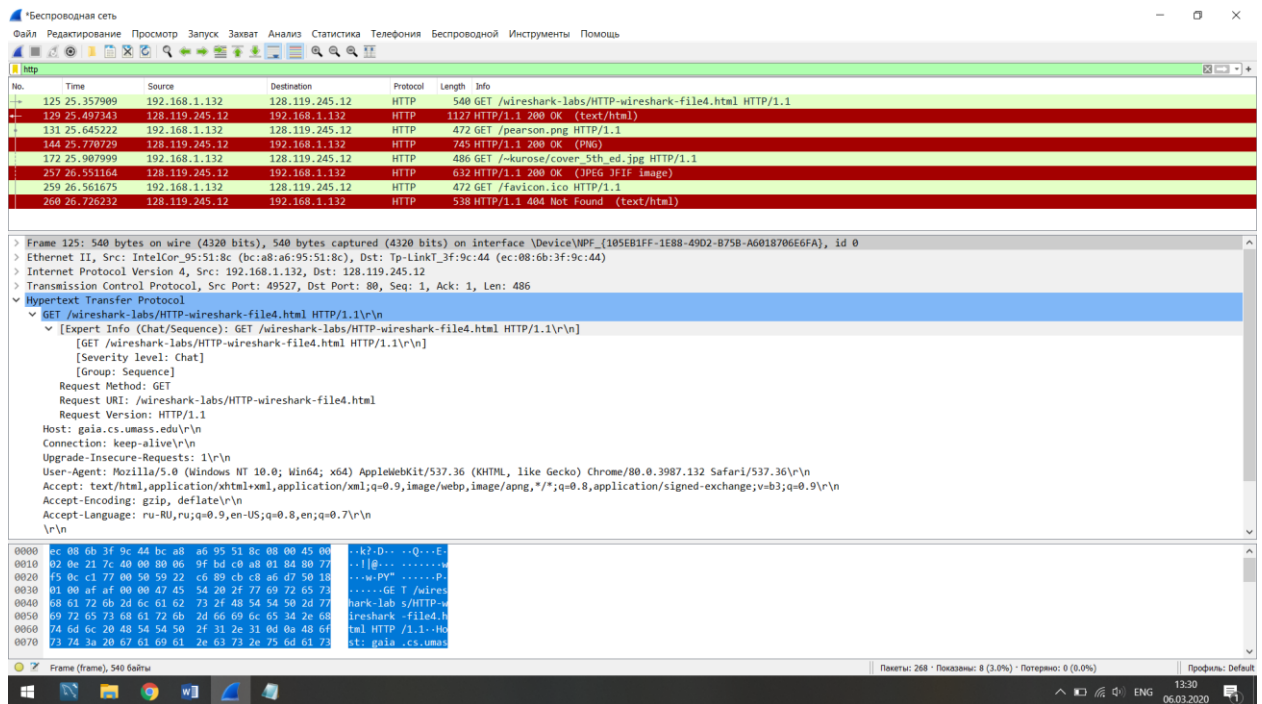 *Беспроводная сеть
Файл Редактирование Просмотр Запуск Захват Анализ Статистика Телефония Беспроводной Инструменты Помощь
http
No. Time Source Destination Protocol Length Info
125 25.357909 192.168.1.132 128.119.245.12 HTTP 540 GET /wireshark-labs/HTTP-wireshark-file4.html HTTP/1.1
129 25.497343 128.119.245.12 192.168.1.132 HTTP 1127 HTTP/1.1 200 OK (text/html)
131 25.645222 192.168.1.132 128.119.245.12 HTTP 472 GET /pearson.png HTTP/1.1
144 25.770729 128.119.245.12 192.168.1.132 HTTP 745 HTTP/1.1 200 OK (PNG)
172 25.907999 192.168.1.132 128.119.245.12 HTTP 486 GET /~kurose/cover_5th_ed.jpg HTTP/1.1
257 26.551164 128.119.245.12 192.168.1.132 HTTP 632 HTTP/1.1 200 OK (JPEG JFIF image)
259 26.561675 192.168.1.132 128.119.245.12 HTTP 472 GET /favicon.ico HTTP/1.1
260 26.726232 128.119.245.12 192.168.1.132 HTTP 538 HTTP/1.1 404 Not Found (text/html)
> Frame 125: 540 bytes on wire (4320 bits), 540 bytes captured (4320 bits) on interface \Device\NPF_{105EB1FF-1E88-49D2-B75B-A6018706E6FA}, id 0
> Ethernet II, Src: IntelCor_95:51:8c (bc:a8:a6:95:51:8c), Dst: Tp-LinkT_3f:9c:44 (ec:08:6b:3f:9c:44)
> Internet Protocol Version 4, Src: 192.168.1.132, Dst: 128.119.245.12
> Transmission Control Protocol, Src Port: 49527, Dst Port: 80, Seq: 1, Ack: 1, Len: 486
Hypertext Transfer Protocol
GET /wireshark-labs/HTTP-wireshark-file4.html HTTP/1.1\r\n
[Expert Info (Chat/Sequence): GET /wireshark-labs/HTTP-wireshark-file4.html HTTP/1.1\r\n]
[GET /wireshark-labs/HTTP-wireshark-file4.html HTTP/1.1\r\n]
[Severity level: Chat]
[Group: Sequence]
Request Method: GET
Request URI: /wireshark-labs/HTTP-wireshark-file4.html
Request Version: HTTP/1.1
Host: gaia.cs.umass.edu\r\n
Connection: keep-alive\r\n
Upgrade-Insecure-Requests: 1\r\n
User-Agent: Mozilla/5.0 (Windows NT 10.0; Win64; x64) AppleWebKit/537.36 (KHTML, like Gecko) Chrome/80.0.3987.132 Safari/537.36\r\n
Accept: text/html,application/xhtml+xml,application/xml;q=0.9,image/webp,image/apng,*/*;q=0.8,application/signed-exchange;v=b3;q=0.9\r\n
Accept-Encoding: gzip, deflate\r\n
Accept-Language: ru-RU,ru;q=0.9,en-US;q=0.8,en;q=0.7\r\n
\r\n
0000 ec 08 6b 3f 9c 44 bc a8 a6 95 51 8c 08 00 45 00 ··k?·D·· ··Q···E·
0010 02 0e 21 7c 40 00 80 06 9f bd c0 a8 01 84 80 77 ··!|@··· ·······w
0020 f5 0c c1 77 00 50 59 22 c6 89 cb c8 a6 d7 50 18 ···w·PY" ······P·
0030 01 00 af af 00 00 47 45 54 20 2f 77 69 72 65 73 ······GE T /wires
0040 68 61 72 6b 2d 6c 61 62 73 2f 48 54 54 50 2d 77 hark-lab s/HTTP-w
0050 69 72 65 73 68 61 72 6b 2d 66 69 6c 65 34 2e 68 ireshark -file4.h
0060 74 6d 6c 20 48 54 54 50 2f 31 2e 31 0d 0a 48 6f tml HTTP /1.1··Ho
0070 73 74 3a 20 67 61 69 61 2e 63 73 2e 75 6d 61 73 st: gaia .cs.umas
Frame (frame), 540 байты Пакеты: 268 · Показаны: 8 (3.0%) · Потеряно: 0 (0.0%) Профиль: Default
ENG 13:30
06.03.2020